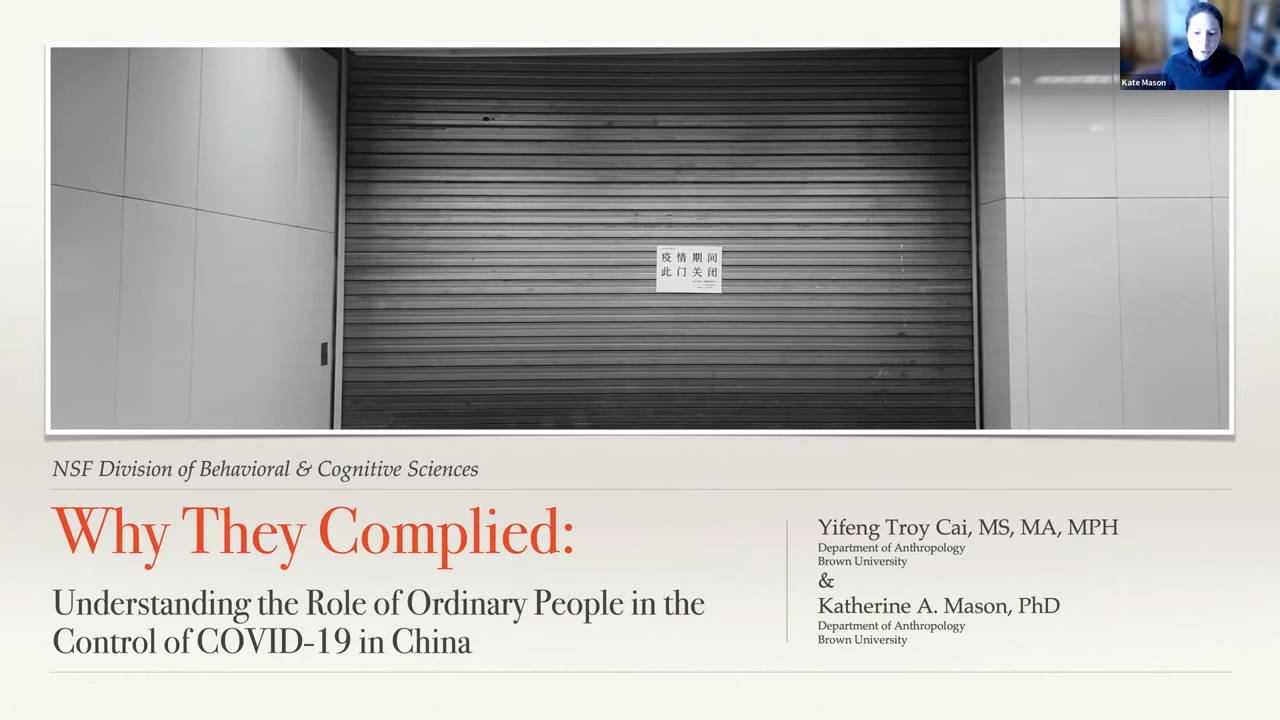 Kate Mason
疫情期间
此门关闭
NSF Division of Behavioral & Cognitive Sciences
Why They Complied:
Understanding the Role of Ordinary People in the
Control of COVID-19 in China
Yifeng Troy Cai, MS, MA, MPH
Department of Anthropology
Brown University
&
Katherine A. Mason, PhD
Department of Anthropology
Brown University